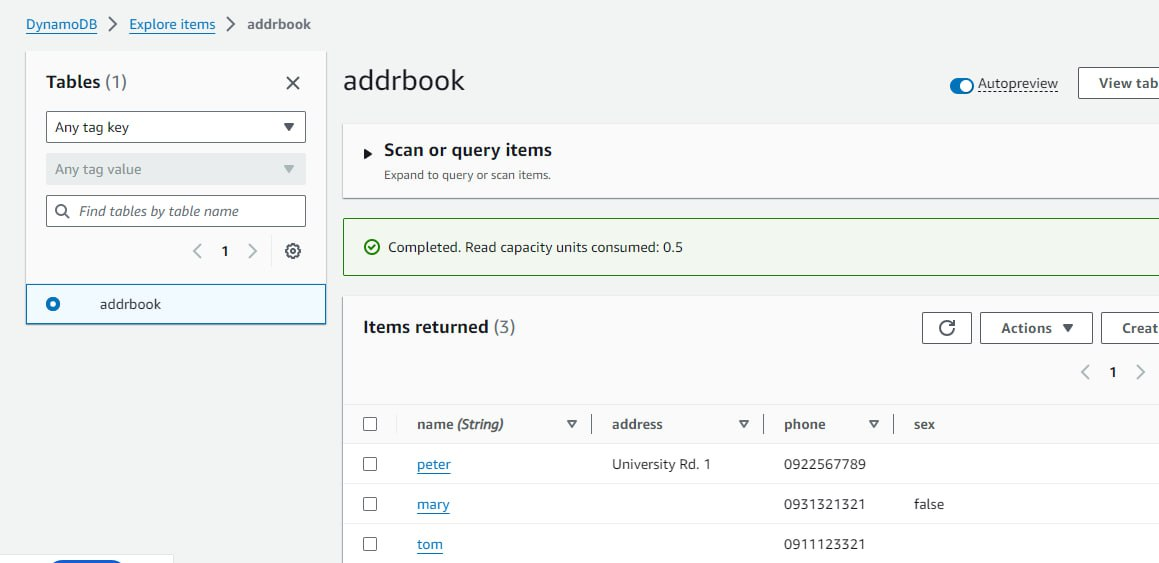 DynamoDB > Explore items > addrbook
Tables (1)
Any tag key
Any tag value
Find tables by table name
1
addrbook
addrbook
Autopreview
View tab
Scan or query items
Expand to query or scan items.
Completed. Read capacity units consumed: 0.5
Items returned (3)
Actions
Creat
1
name (String) address phone sex
peter University Rd. 1 0922567789
mary 0931321321 false
tom 0911123321